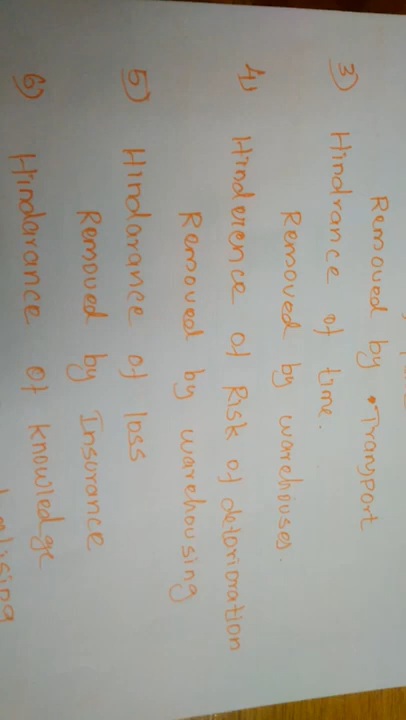 Removed by Transport
3) Hindrance of time.
Removed by warehouses.
4) Hinderence of Risk of detorioration
Removed by warehousing
5) Hindarance of loss
Removed by Insurance
6) Hindarance of knowledge